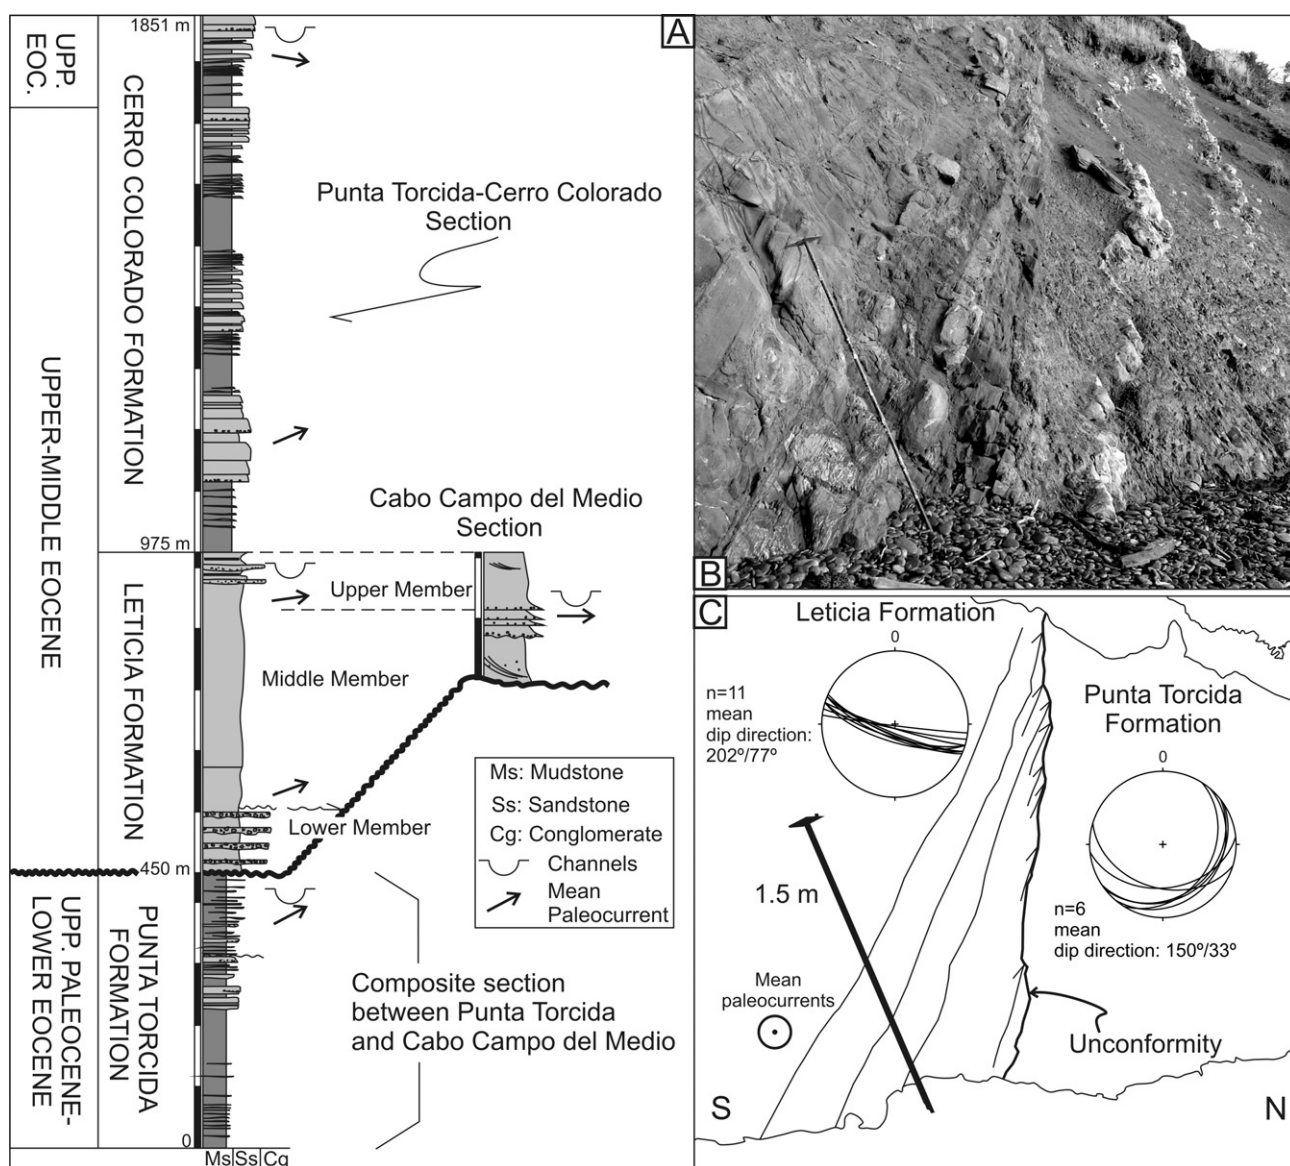 A
1851 m
UPP.
EOC.
UPPER-MIDDLE EOCENE
UPP. PALEOCENE-
LOWER EOCENE
CERRO COLORADO FORMATION
LETICIA FORMATION
PUNTA TORCIDA
FORMATION
Punta Torcida-Cerro Colorado
Section
Cabo Campo del Medio
Section
975 m
Upper Member
Middle Member
Lower Member
450 m
Ms: Mudstone
Ss: Sandstone
Cg: Conglomerate
Channels
Mean
Paleocurrent
Composite section
between Punta Torcida
and Cabo Campo del Medio
0
Ms Ss Cg
B
C
Leticia Formation
0
n=11
mean
dip direction:
202º/77º
Punta Torcida
Formation
0
n=6
mean
dip direction: 150º/33º
1.5 m
Mean
paleocurrents
Unconformity
S
N